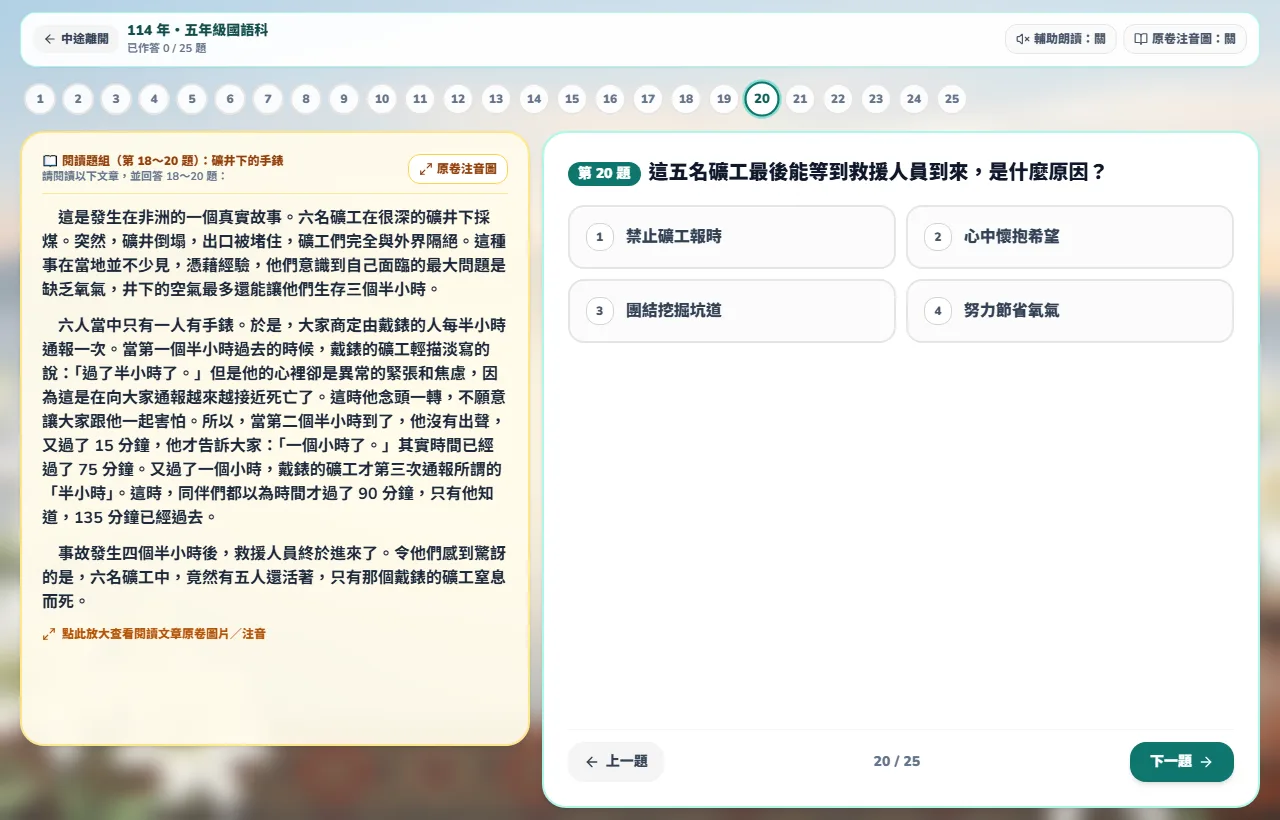 中途離開
114 年・五年級國語科
已作答 0 / 25 題
輔助朗讀：關
原卷注音圖：關
1 2 3 4 5 6 7 8 9 10 11 12 13 14 15 16 17 18 19 20 21 22 23 24 25
閱讀題組（第 18～20 題）：礦井下的手錶
請閱讀以下文章，並回答 18～20 題：
原卷注音圖
這是發生在非洲的一個真實故事。六名礦工在很深的礦井下採
煤。突然，礦井倒塌，出口被堵住，礦工們完全與外界隔絕。這種
事在當地並不少見，憑藉經驗，他們意識到自己面臨的最大問題是
缺乏氧氣，井下的空氣最多還能讓他們生存三個半小時。
六人當中只有一人有手錶。於是，大家商定由戴錶的人每半小時
通報一次。當第一個半小時過去的時候，戴錶的礦工輕描淡寫的
說：「過了半小時了。」但是他的心裡卻是異常的緊張和焦慮，因
為這是在向大家通報越來越接近死亡了。這時他念頭一轉，不願意
讓大家跟他一起害怕。所以，當第二個半小時到了，他沒有出聲，
又過了 15 分鐘，他才告訴大家：「一個小時了。」其實時間已經
過了 75 分鐘。又過了一個小時，戴錶的礦工才第三次通報所謂的
「半小時」。這時，同伴們都以為時間才過了 90 分鐘，只有他知
道，135 分鐘已經過去。
事故發生四個半小時後，救援人員終於進來了。令他們感到驚訝
的是，六名礦工中，竟然有五人還活著，只有那個戴錶的礦工窒息
而死。
點此放大查看閱讀文章原卷圖片／注音
第 20 題 這五名礦工最後能等到救援人員到來，是什麼原因？
1 禁止礦工報時
2 心中懷抱希望
3 團結挖掘坑道
4 努力節省氧氣
上一題
20 / 25
下一題